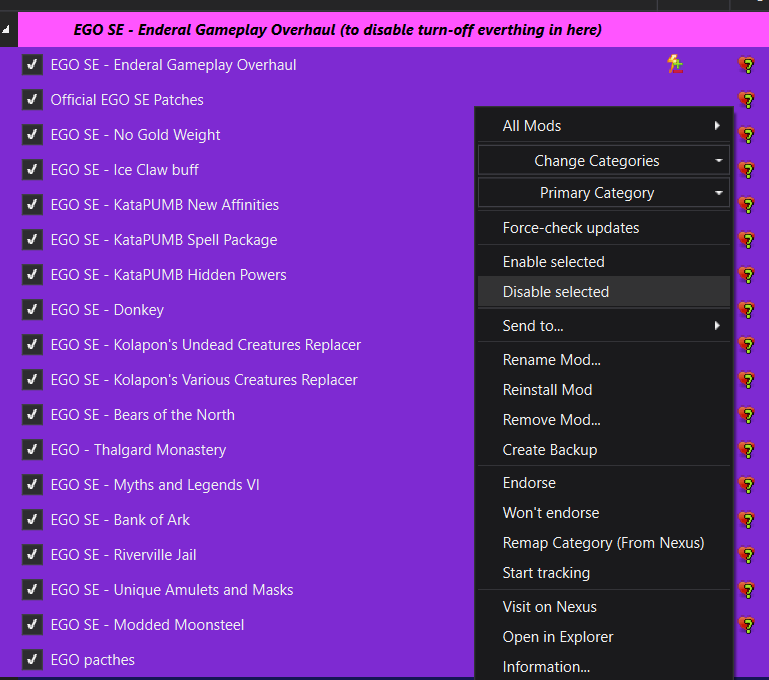 EGO SE - Enderal Gameplay Overhaul (to disable turn-off everthing in here)
EGO SE - Enderal Gameplay Overhaul
Official EGO SE Patches
EGO SE - No Gold Weight
EGO SE - Ice Claw buff
EGO SE - KataPUMB New Affinities
EGO SE - KataPUMB Spell Package
EGO SE - KataPUMB Hidden Powers
EGO SE - Donkey
EGO SE - Kolapon's Undead Creatures Replacer
EGO SE - Kolapon's Various Creatures Replacer
EGO SE - Bears of the North
EGO - Thalgard Monastery
EGO SE - Myths and Legends VI
EGO SE - Bank of Ark
EGO SE - Riverville Jail
EGO SE - Unique Amulets and Masks
EGO SE - Modded Moonsteel
EGO pacthes
All Mods
Change Categories
Primary Category
Force-check updates
Enable selected
Disable selected
Send to...
Rename Mod...
Reinstall Mod
Remove Mod...
Create Backup
Endorse
Won't endorse
Remap Category (From Nexus)
Start tracking
Visit on Nexus
Open in Explorer
Information...